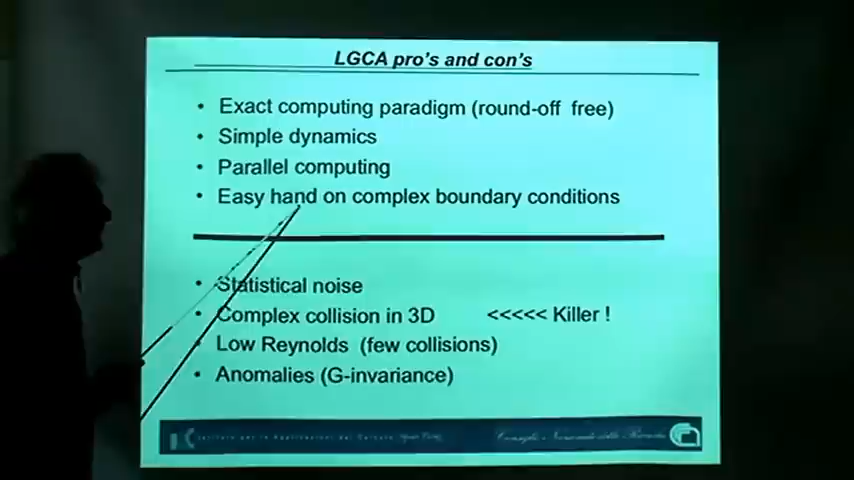 LGCA pro's and con's
• Exact computing paradigm (round-off free)
• Simple dynamics
• Parallel computing
• Easy hand on complex boundary conditions
• Statistical noise
• Complex collision in 3D <<<<< Killer !
• Low Reynolds (few collisions)
• Anomalies (G-invariance)